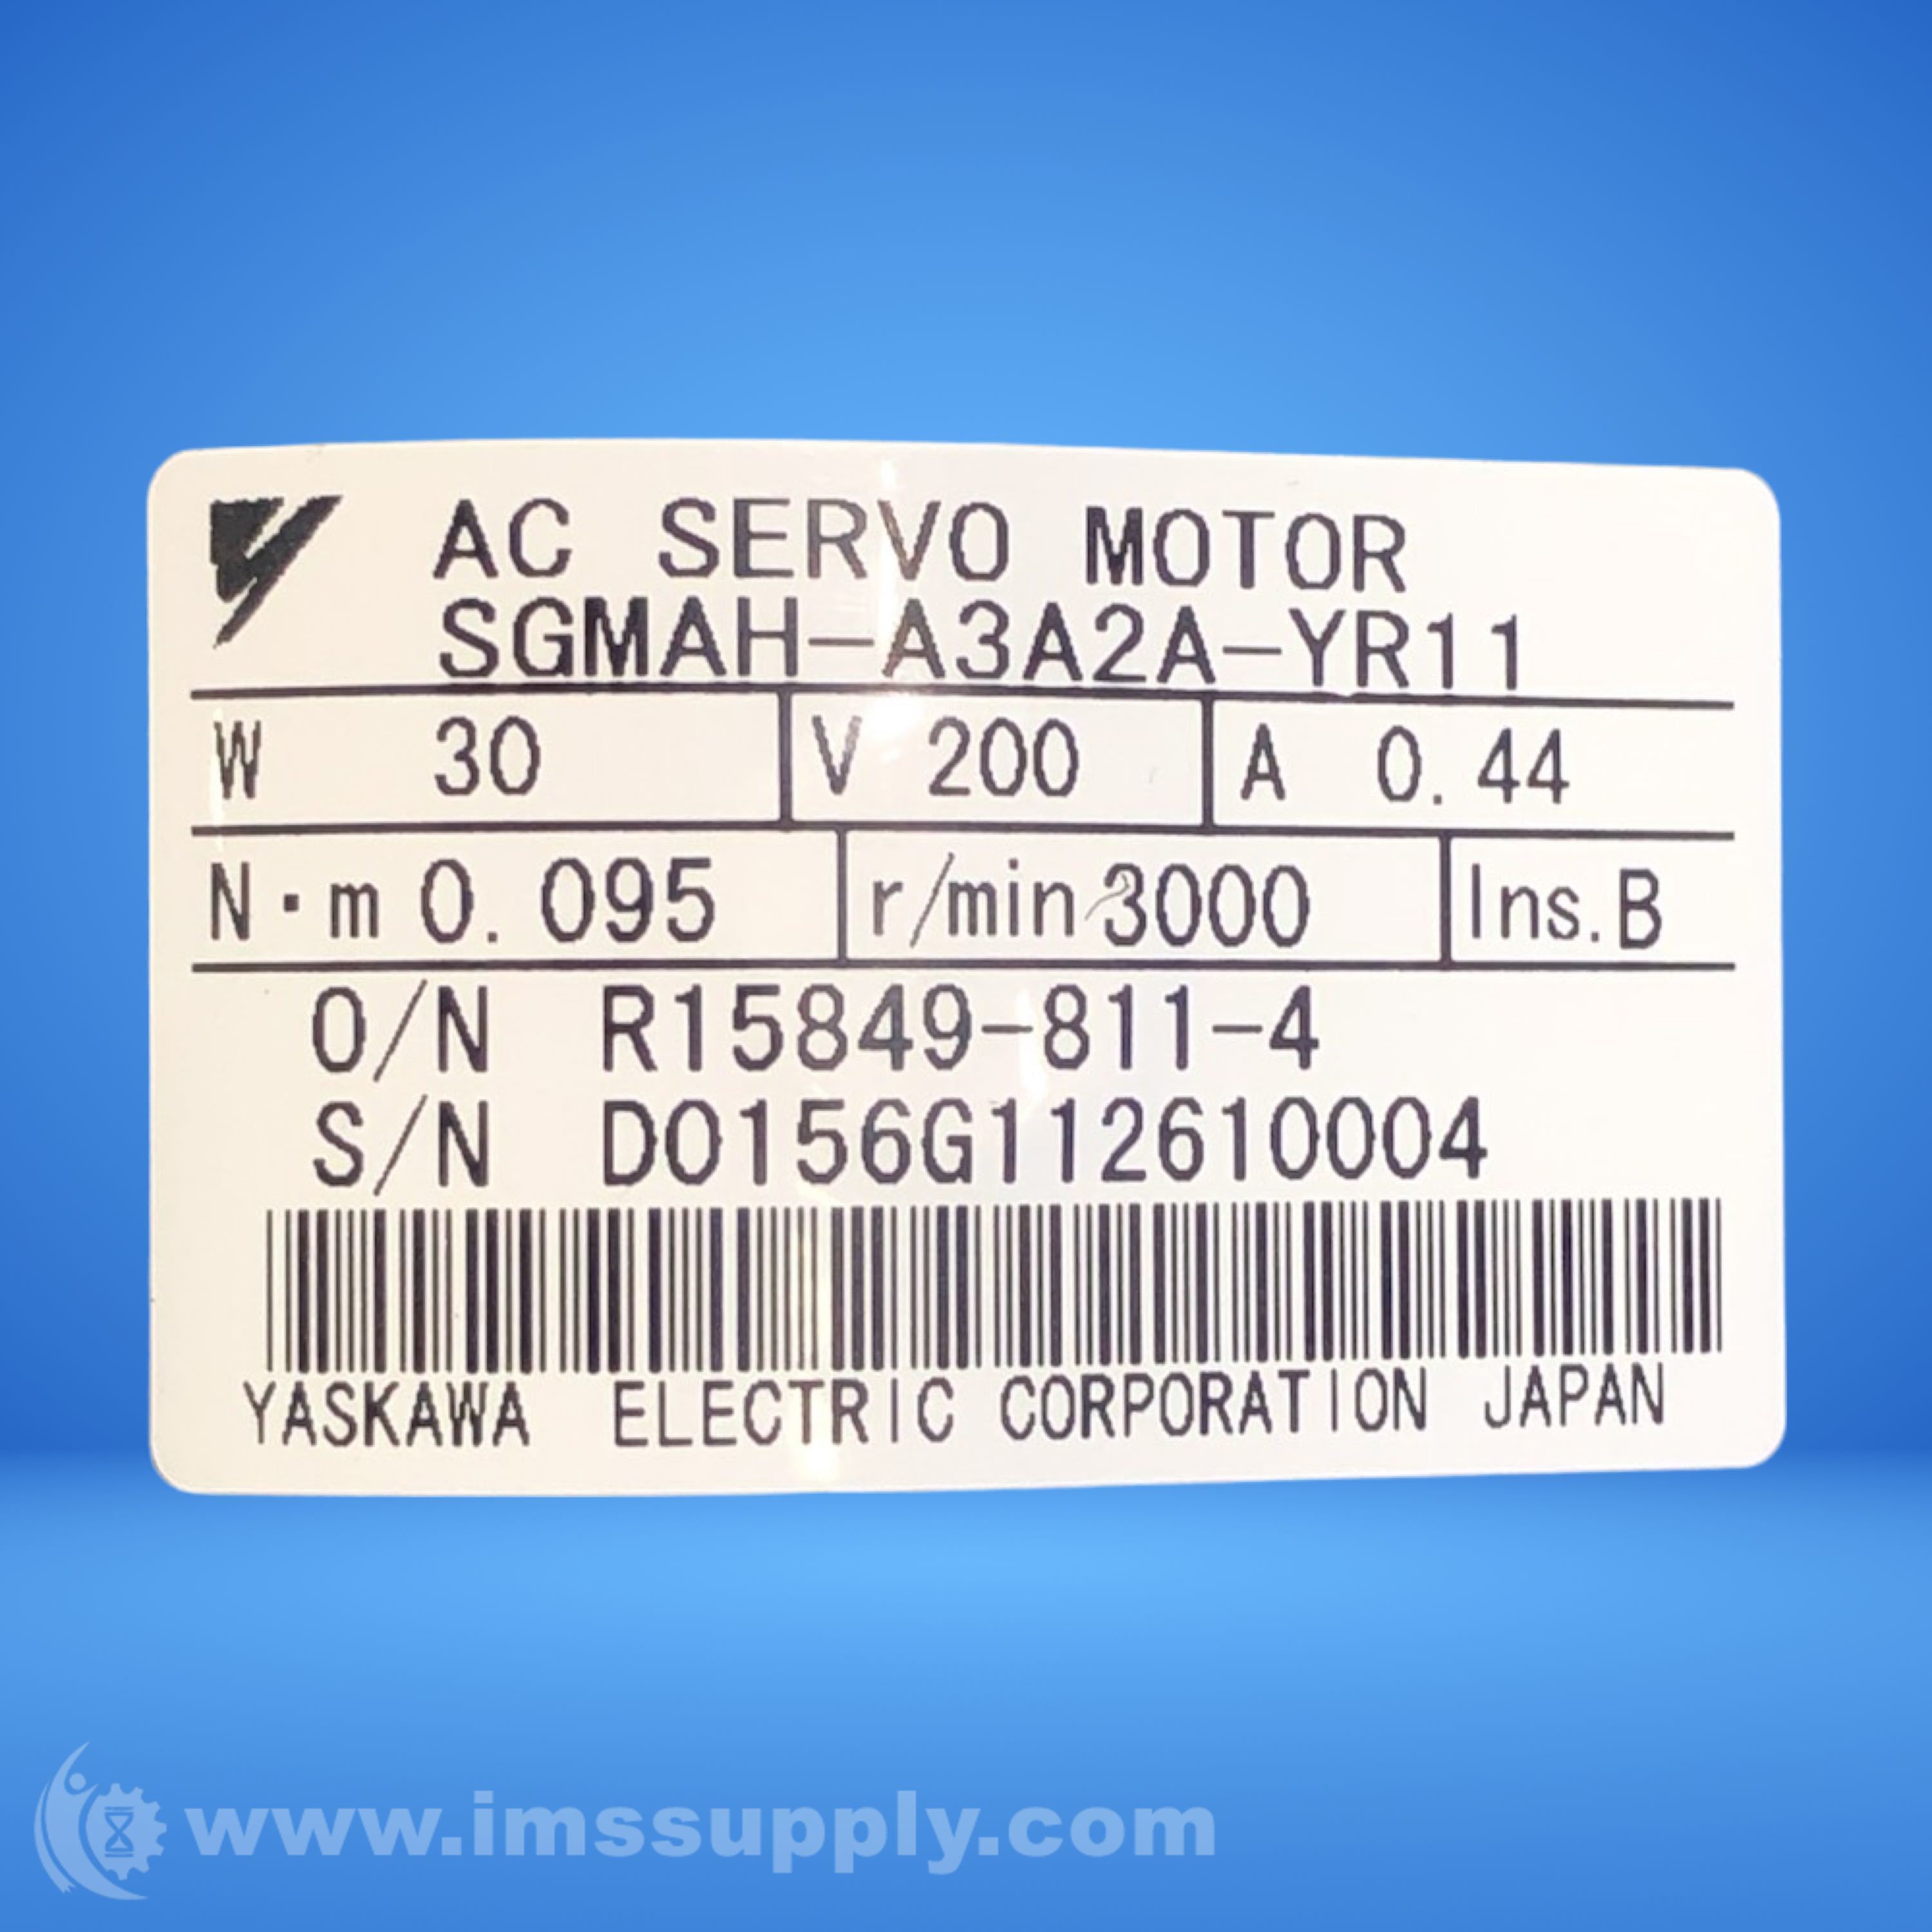 AC SERVO MOTOR
SGMAH-A3A2A-YR11
W 30 V 200 A 0.44
N·m 0.095 r/min 3000 Ins.B
O/N R15849-811-4
S/N D0156G112610004
YASKAWA ELECTRIC CORPORATION JAPAN
www.imssupply.com